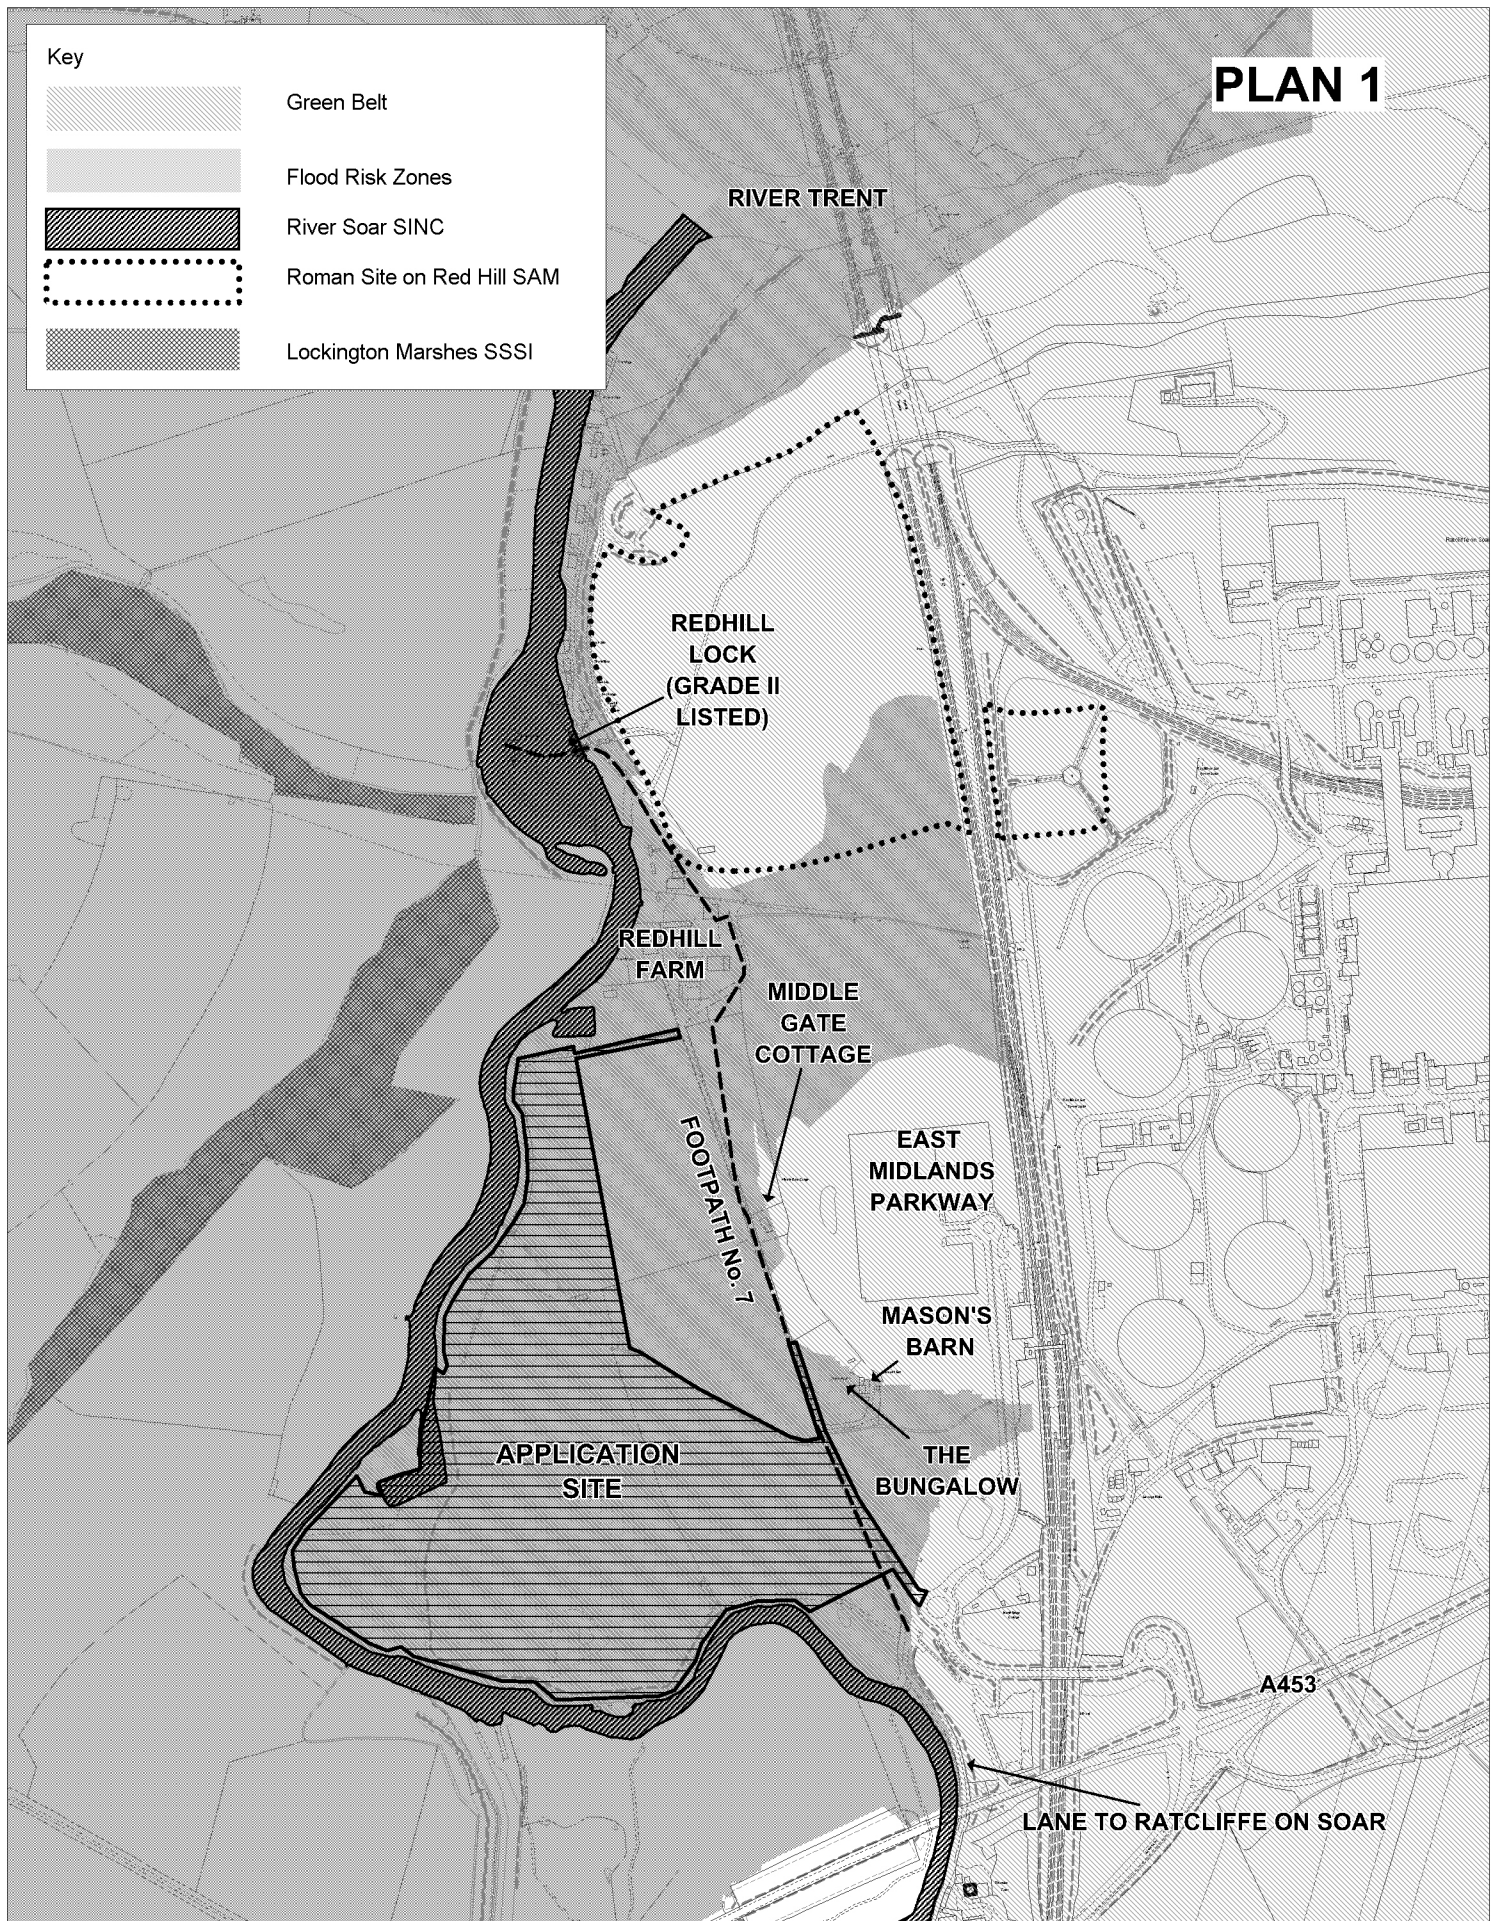 Key
Green Belt
Flood Risk Zones
River Soar SINC
Roman Site on Red Hill SAM
Lockington Marshes SSSI
PLAN 1
RIVER TRENT
REDHILL
LOCK
(GRADE II
LISTED)
REDHILL
FARM
MIDDLE
GATE
COTTAGE
EAST
MIDLANDS
PARKWAY
FOOTPATH No. 7
MASON'S
BARN
APPLICATION
SITE
THE
BUNGALOW
A453
LANE TO RATCLIFFE ON SOAR